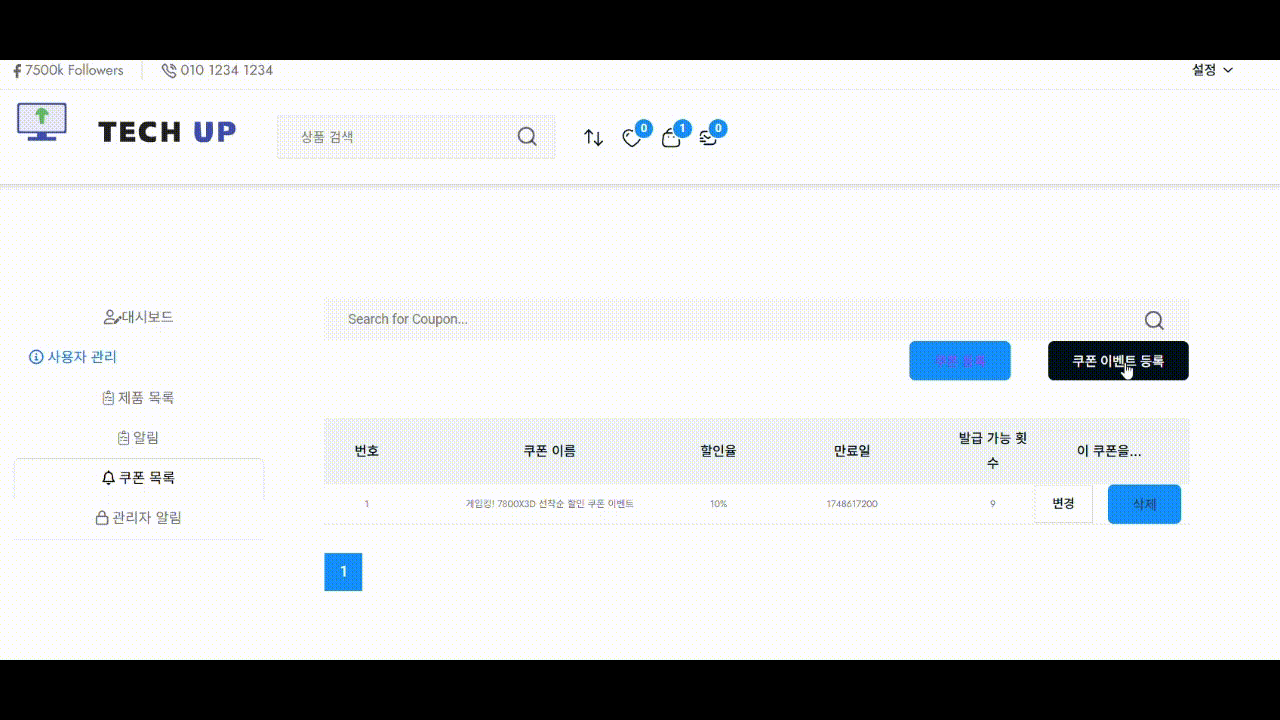 7500k Followers
010 1234 1234
설정
TECH UP
상품 검색
0
1
0
대시보드
사용자 관리
제품 목록
알림
쿠폰 목록
관리자 알림
Search for Coupon...
쿠폰 이벤트 등록
번호 쿠폰 이름 할인율 만료일 발급 가능 횟수 이 쿠폰을...
1 게임킹! 7800X3D 선착순 할인 쿠폰 이벤트 10% 1748617200 9 변경 삭제
1